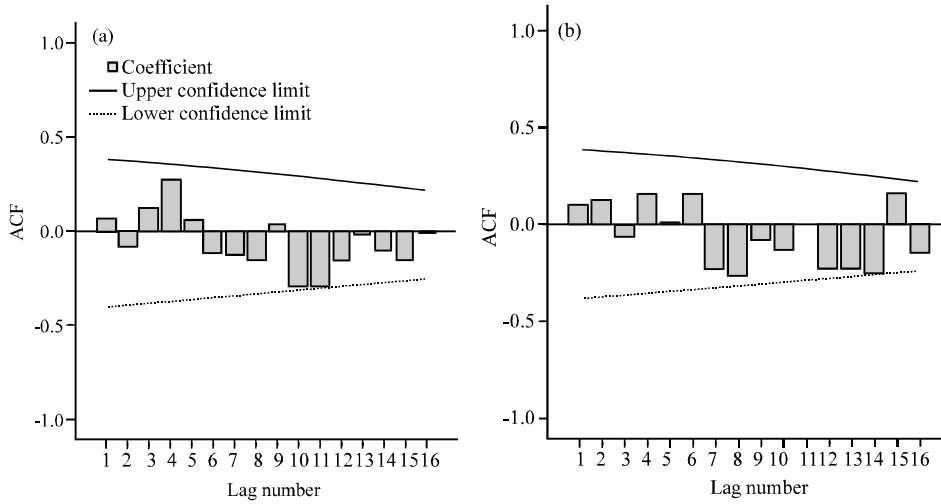 (a)
Coefficient
Upper confidence limit
Lower confidence limit
1.0
0.5
0.0
-0.5
-1.0
ACF
1 2 3 4 5 6 7 8 9 10 11 12 13 14 15 16
Lag number
(b)
1.0
0.5
0.0
-0.5
-1.0
ACF
1 2 3 4 5 6 7 8 9 10 11 12 13 14 15 16
Lag number